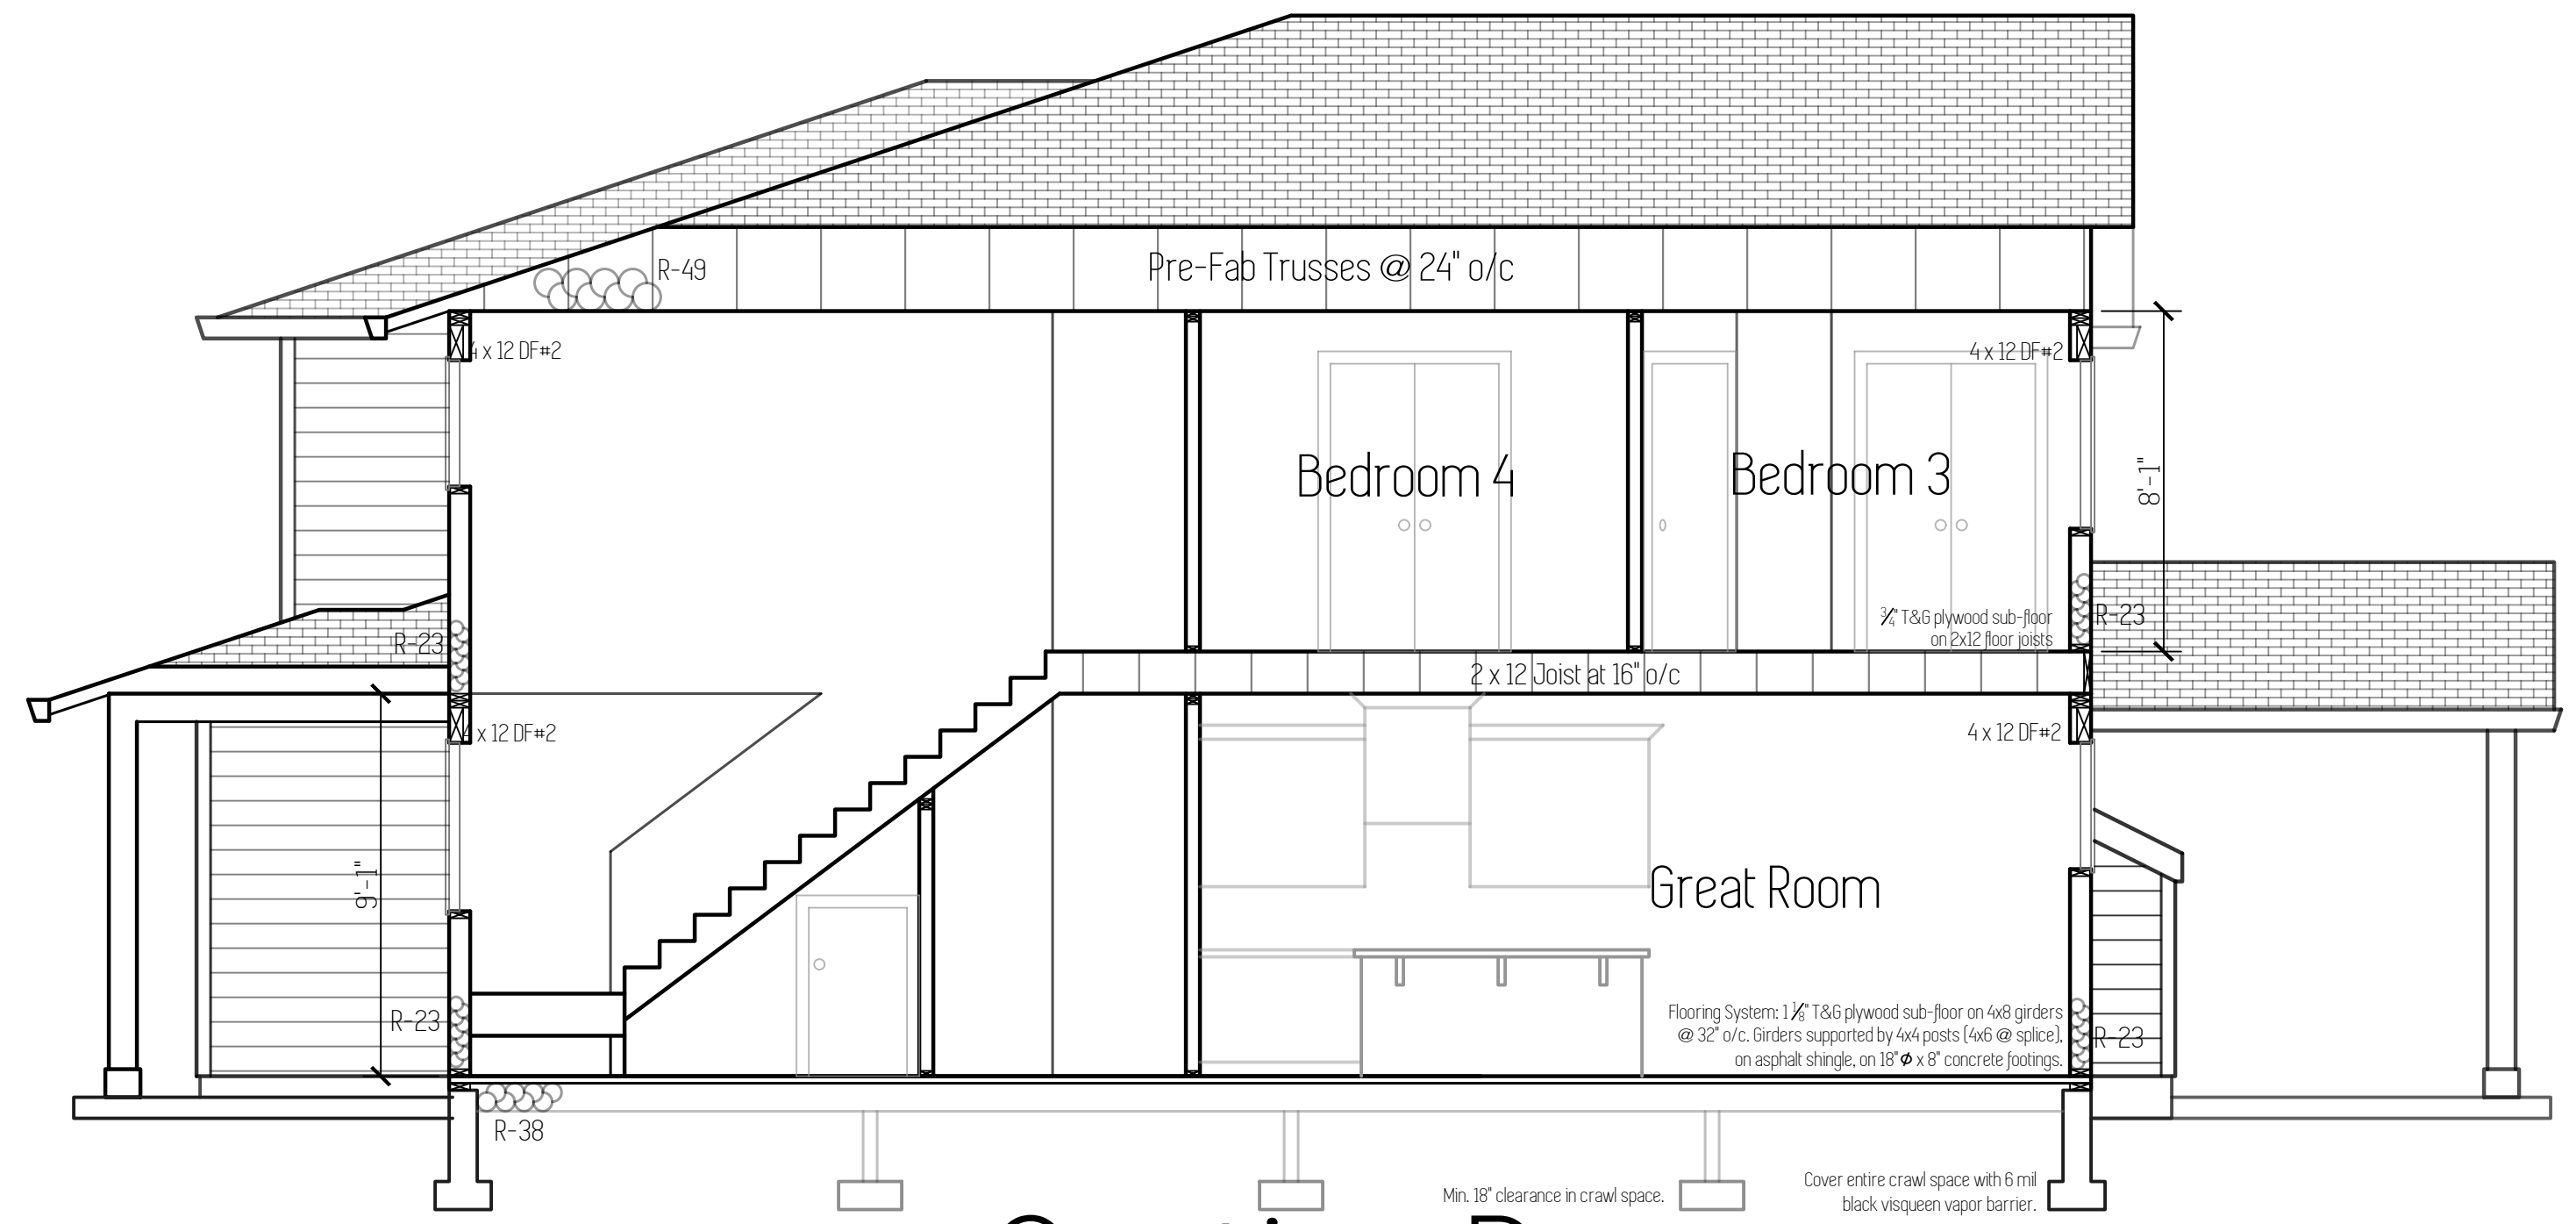 R-49
Pre-Fab Trusses @ 24" o/c
4 x 12 DF#2
4 x 12 DF#2
Bedroom 4
Bedroom 3
8'-1"
R-23
3/4" T&G plywood sub-floor
on 2x12 floor joists
R-23
2 x 12 Joist at 16" o/c
4 x 12 DF#2
4 x 12 DF#2
9'-1"
Great Room
R-23
Flooring System: 1 1/8" T&G plywood sub-floor on 4x8 girders
@ 32" o/c. Girders supported by 4x4 posts (4x6 @ splice),
on asphalt shingle, on 18" Ø x 8" concrete footings.
R-23
R-38
Min. 18" clearance in crawl space.
Cover entire crawl space with 6 mil
black visqueen vapor barrier.